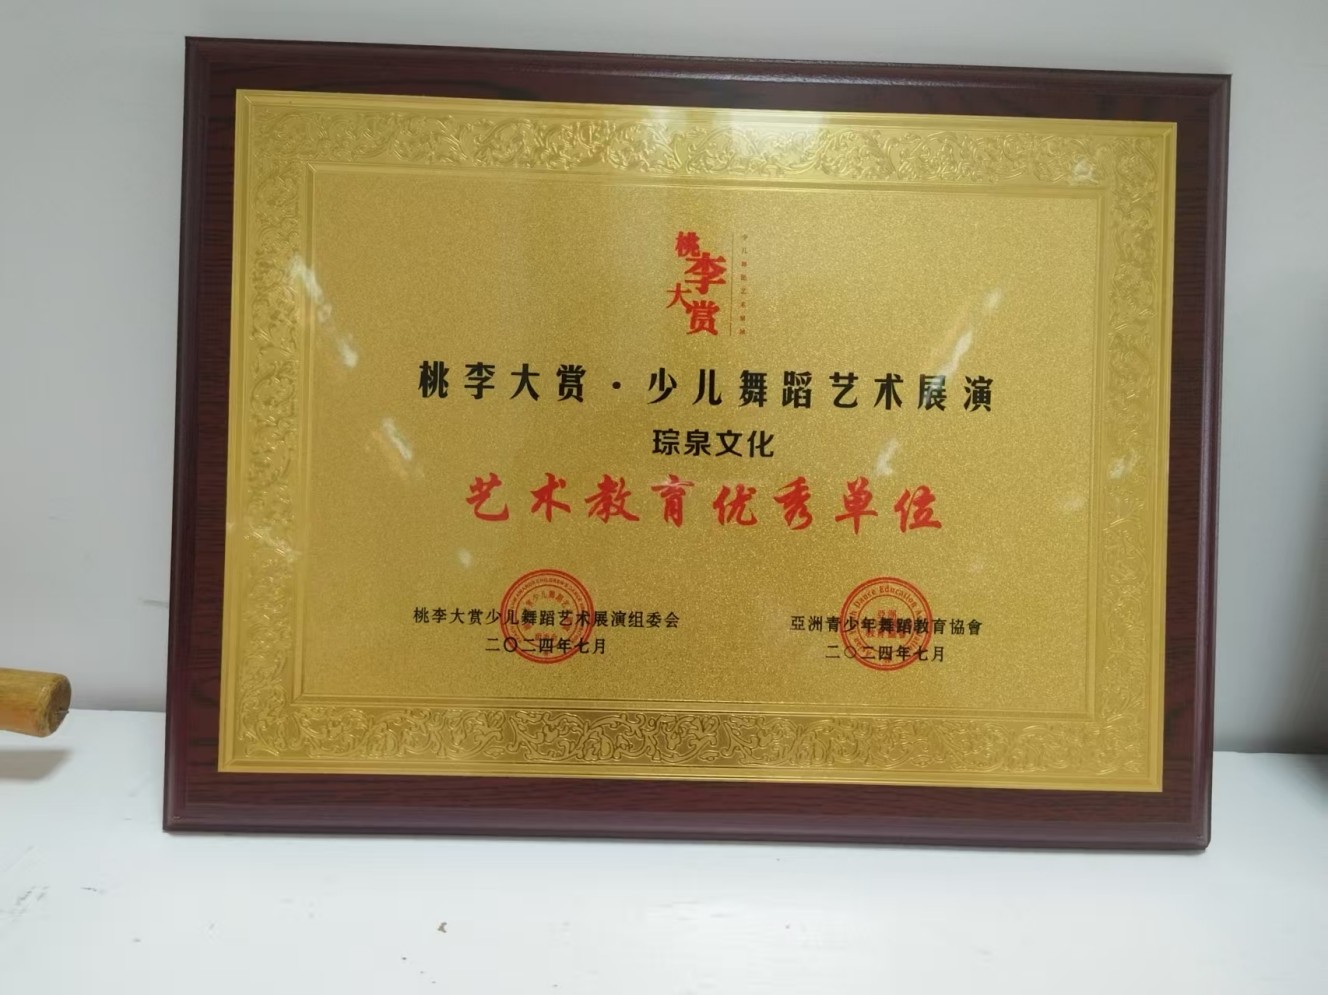 桃李大赏
桃李大赏·少儿舞蹈艺术展演
琮泉文化
艺术教育优秀单位
桃李大赏少儿舞蹈艺术展演组委会
二〇二四年七月
亞洲青少年舞蹈教育協會
二〇二四年七月